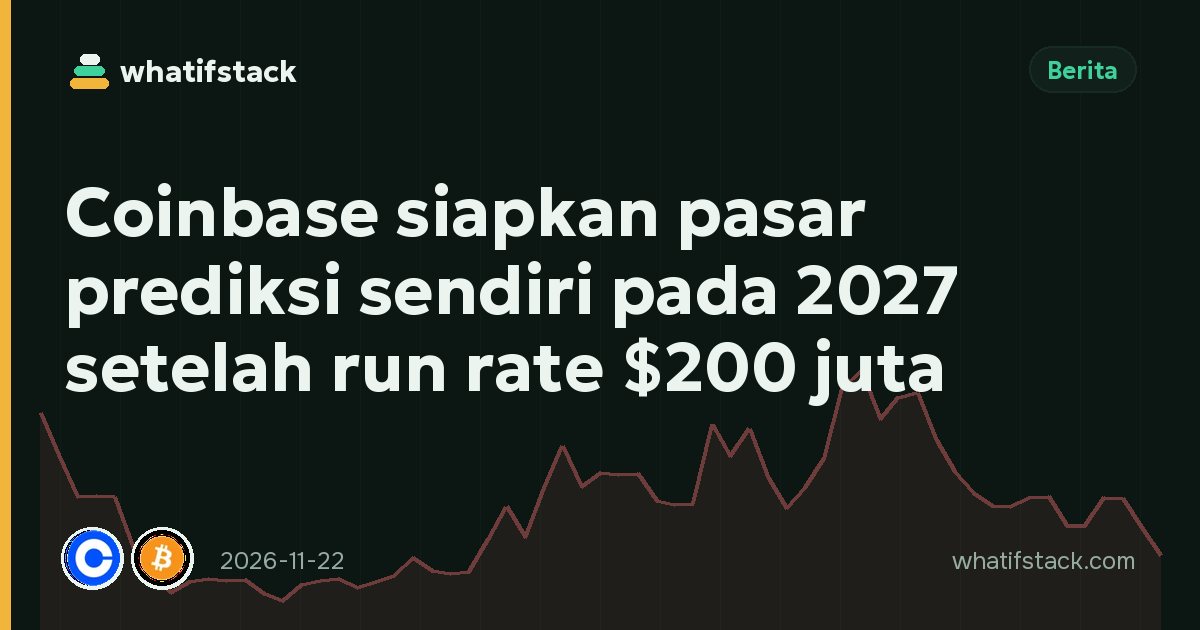 whatifstack
Berita
Coinbase siapkan pasar
prediksi sendiri pada 2027
setelah run rate $200 juta
2026-11-22
whatifstack.com